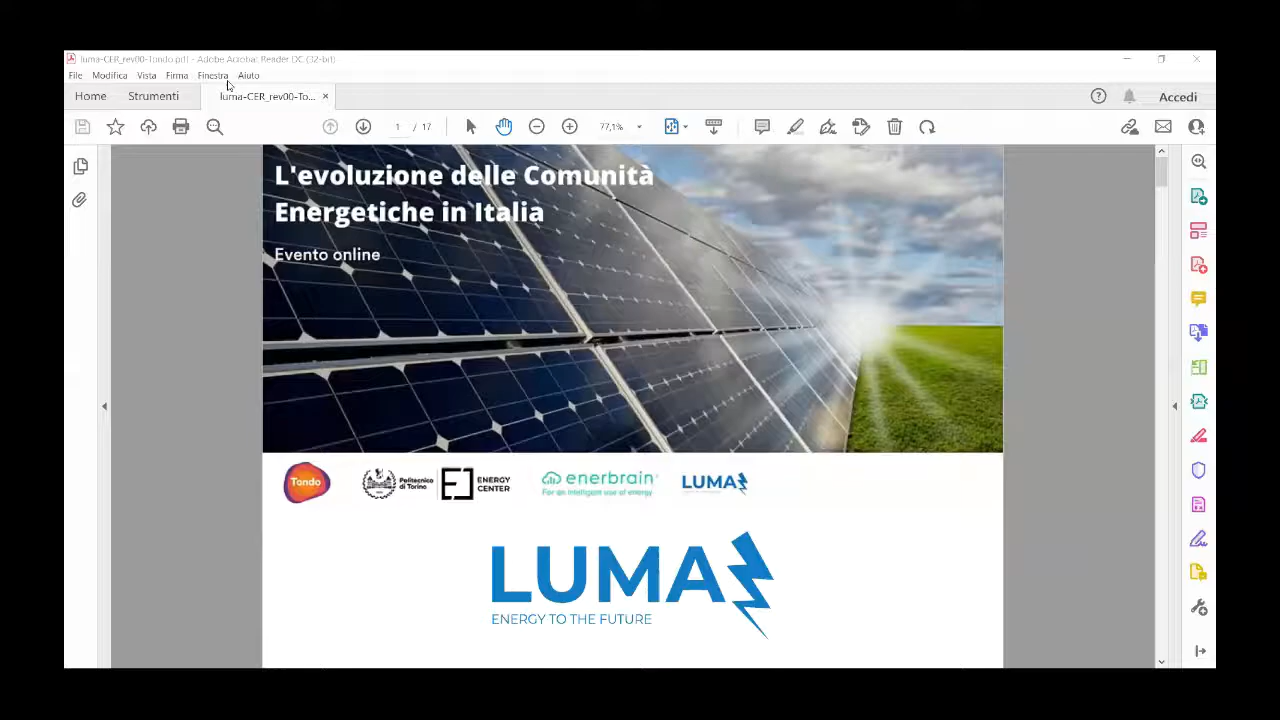 luma-CER_rev00-Tondo.pdf - Adobe Acrobat Reader DC (32-bit)
File Modifica Vista Firma Finestra Aiuto
Home Strumenti luma-CER_rev00-To... × Accedi
1 / 17 77,1%
L'evoluzione delle Comunità
Energetiche in Italia
Evento online
Tondo
Politecnico
di Torino
ENERGY
CENTER
enerbrain
For an intelligent use of energy
LUMA
LUMA
ENERGY TO THE FUTURE